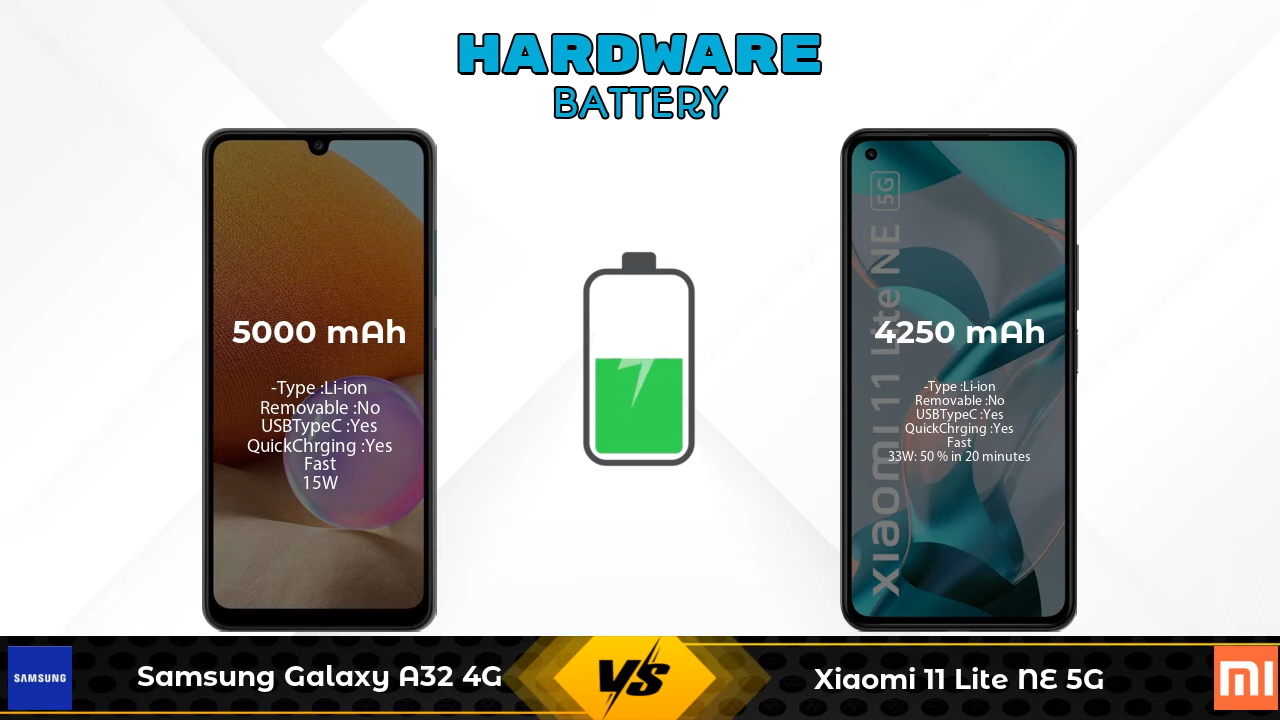 HARDWARE
BATTERY
5000 mAh
-Type :Li-ion
Removable :No
USBTypeC :Yes
QuickChrging :Yes
Fast
15W
xiaomi 11 Lite NE 5G
4250 mAh
-Type :Li-ion
Removable :No
USBTypeC :Yes
QuickChrging :Yes
Fast
33W: 50 % in 20 minutes
SAMSUNG
Samsung Galaxy A32 4G
VS
Xiaomi 11 Lite NE 5G
MI